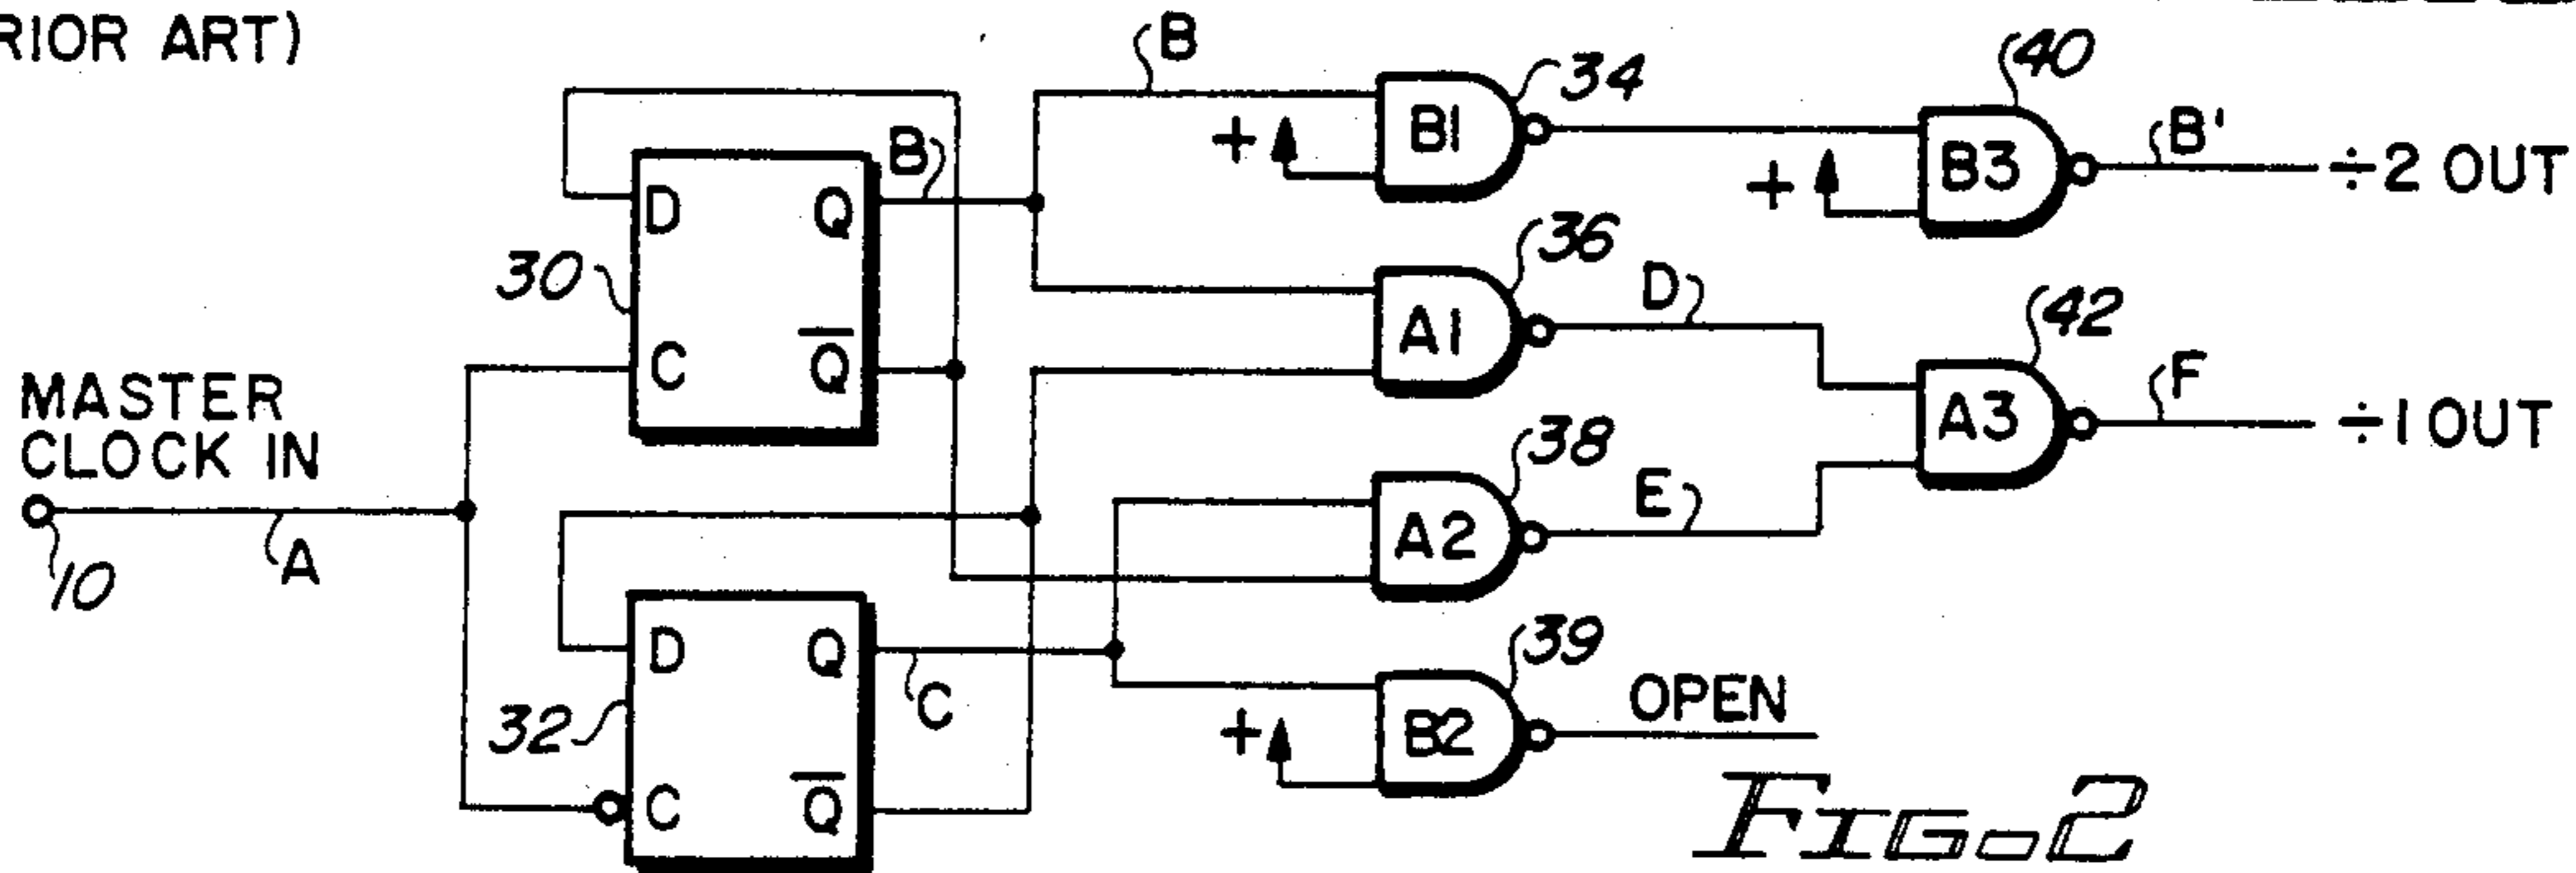 RIOR ART)
B
34
40
B1
+
B3
B'
÷2 OUT
+
B
D
Q
30
C
Q̅
36
A1
D
42
A3
F
÷1 OUT
MASTER
CLOCK IN
A
10
38
A2
E
D
Q
32
C
C
Q̅
39
B2
+
OPEN
FIG. 2